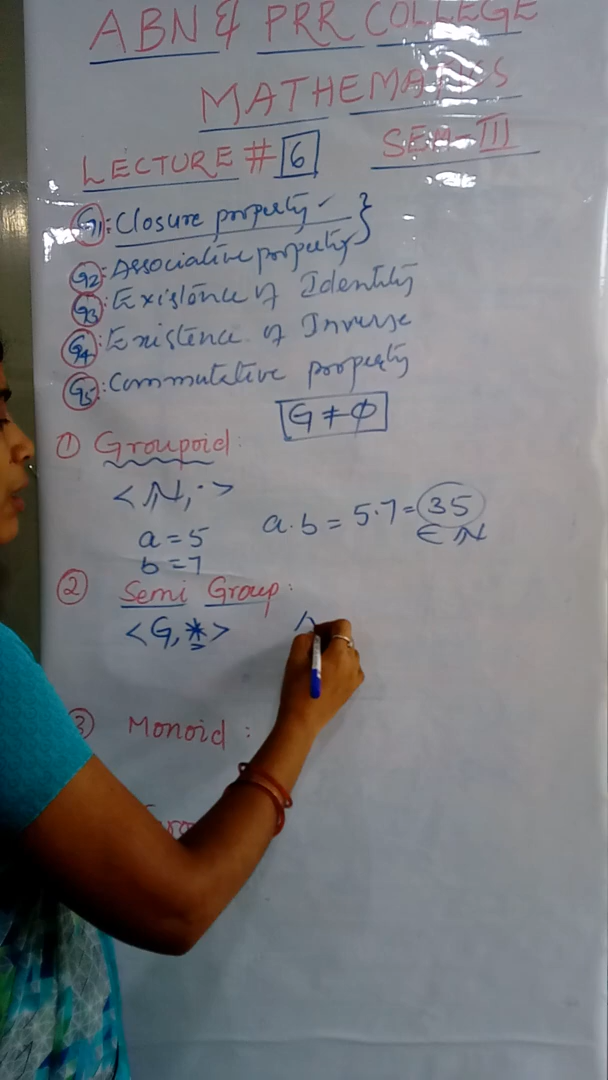 ABN & PRR COLLEGE
MATHEMATICS
LECTURE # 6 SEM-III
G1: Closure property ✓ }
G2: Associative property
G3: Existence of Identity
G4: Existence of Inverse
G5: Commutative property
G ≠ Φ
① Groupoid:
<N, ·>
a = 5 a·b = 5·7 = 35
b = 7 ∈ N
② Semi Group:
<G, *>
③ Monoid: